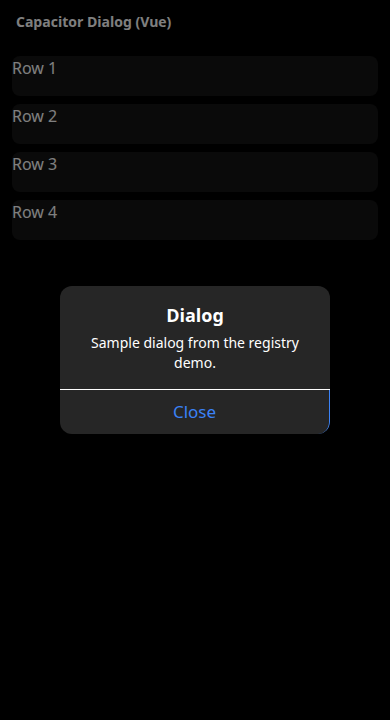 Capacitor Dialog (Vue)
Row 1
Row 2
Row 3
Row 4
Dialog
Sample dialog from the registry
demo.
Close